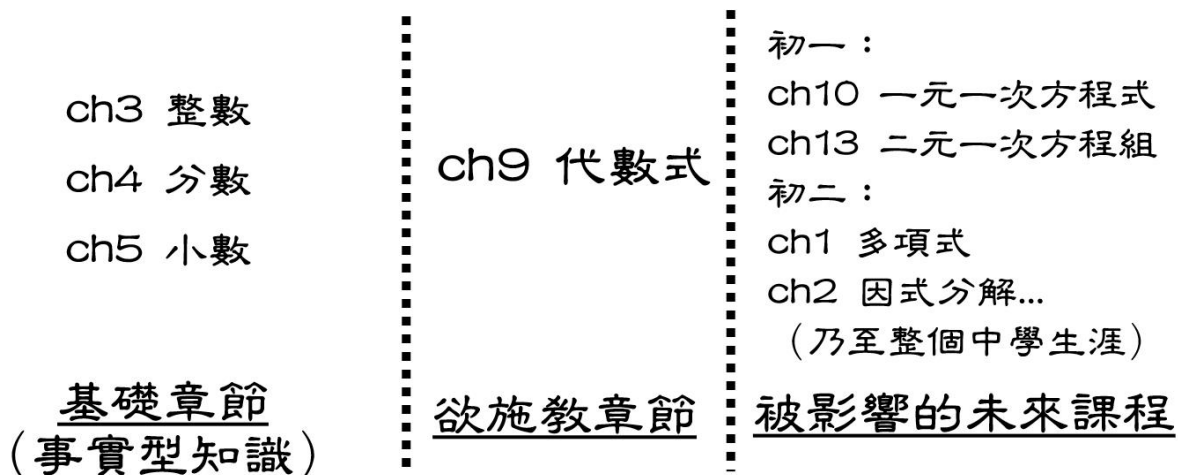 ch3 整數
ch4 分數
ch5 小數
基礎章節
（事實型知識）
ch9 代數式
欲施教章節
初一：
ch10 一元一次方程式
ch13 二元一次方程組
初二：
ch1 多項式
ch2 因式分解...
（乃至整個中學生涯）
被影響的未來課程